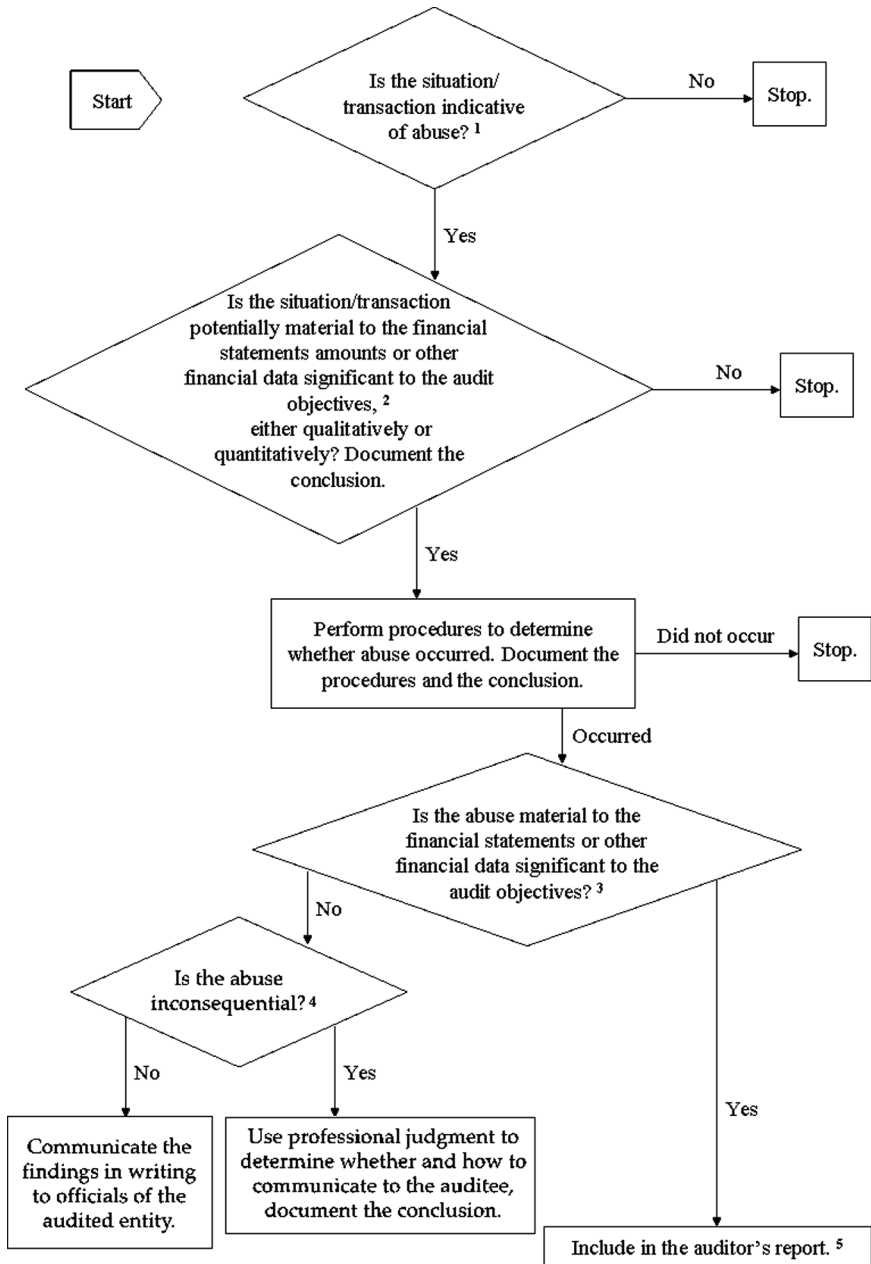 Start
Is the situation/
transaction indicative
of abuse? 1
No
Stop.
Yes
Is the situation/transaction
potentially material to the financial
statements amounts or other
financial data significant to the audit
objectives, 2
either qualitatively or
quantitatively? Document the
conclusion.
No
Stop.
Yes
Perform procedures to determine
whether abuse occurred. Document the
procedures and the conclusion.
Did not occur
Stop.
Occurred
Is the abuse material to the
financial statements or other
financial data significant to the
audit objectives? 3
No
Is the abuse
inconsequential? 4
No
Yes
Yes
Communicate the
findings in writing
to officials of the
audited entity.
Use professional judgment to
determine whether and how to
communicate to the auditee,
document the conclusion.
Include in the auditor's report. 5